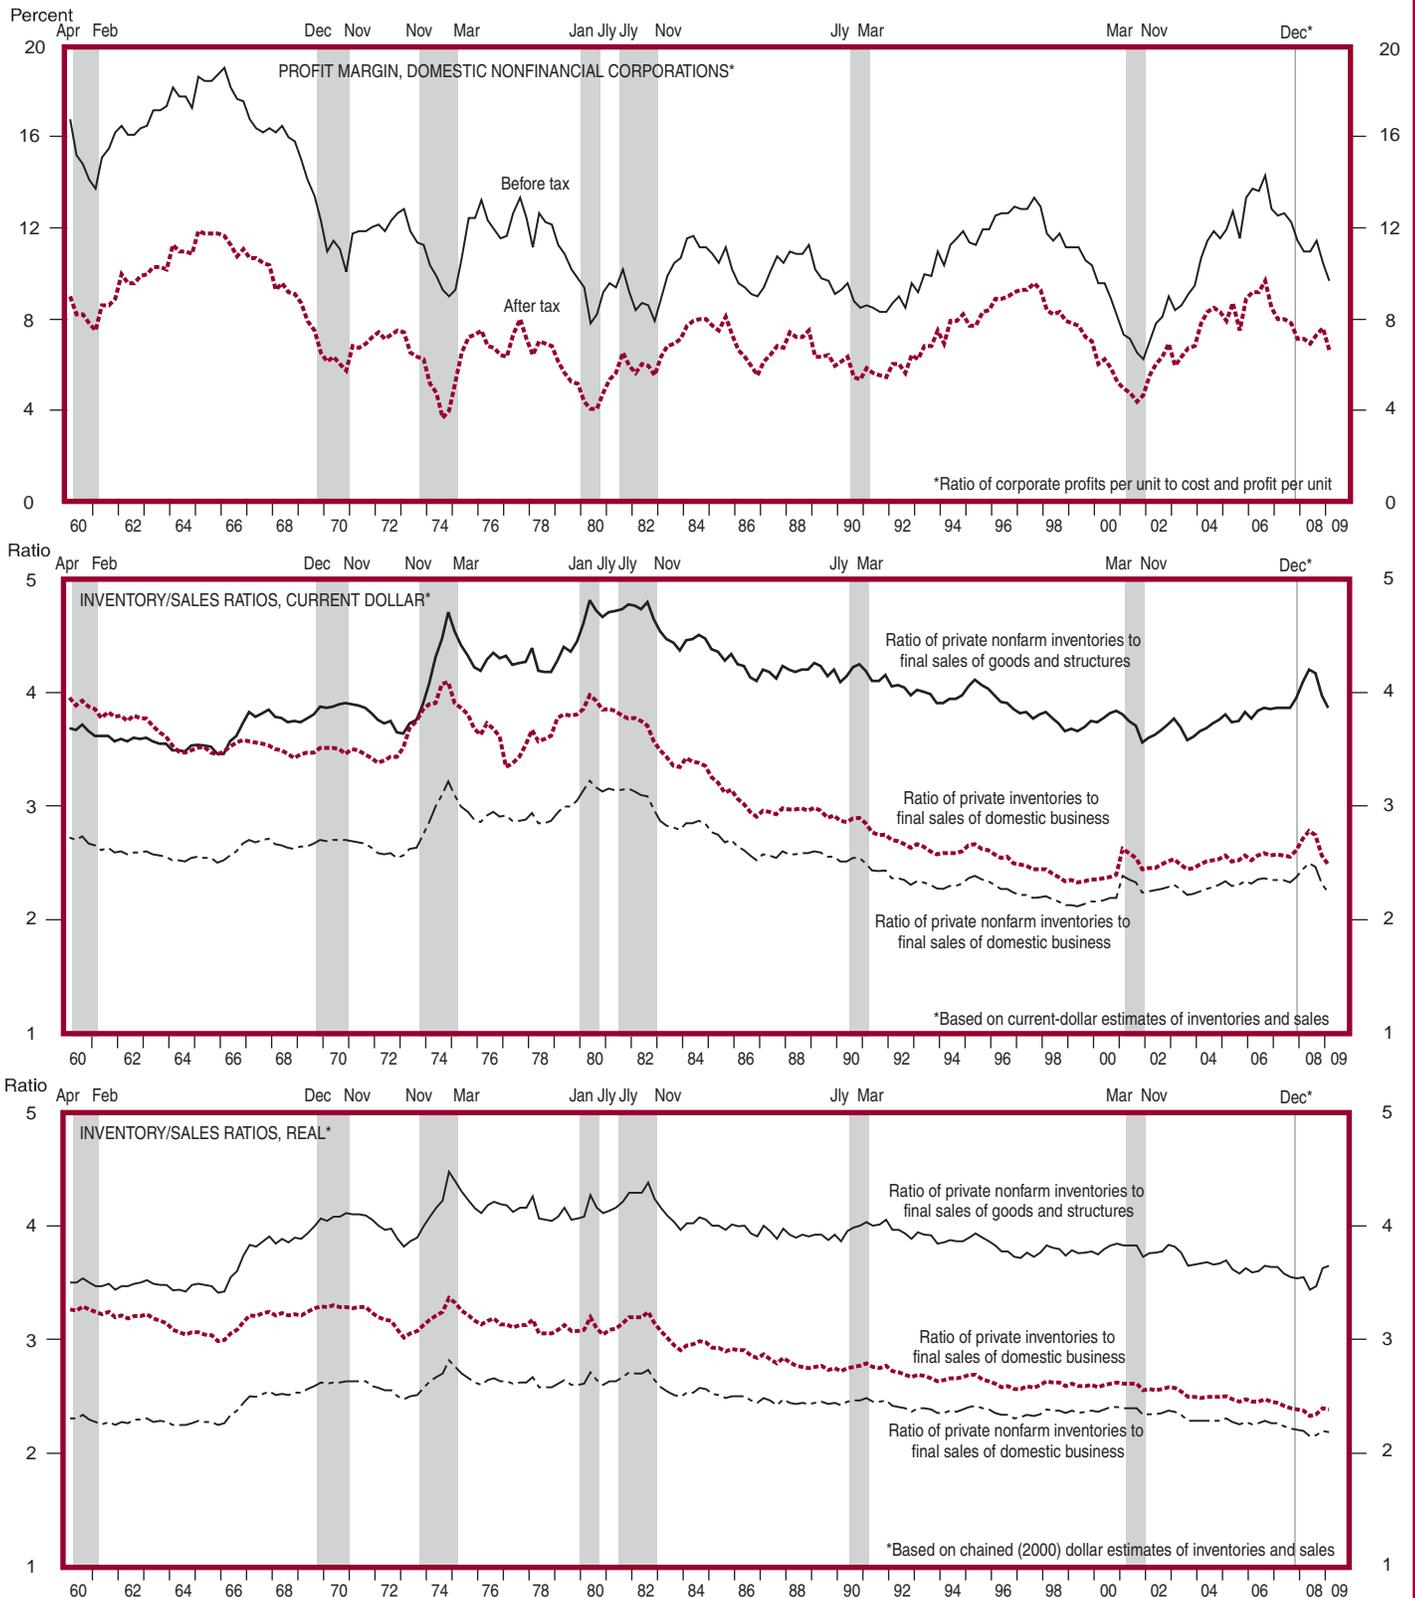 Percent
Apr Feb Dec Nov Nov Mar Jan Jly Jly Nov Jly Mar Mar Nov Dec*
20 20
PROFIT MARGIN, DOMESTIC NONFINANCIAL CORPORATIONS*
16 16
Before tax
12 12
After tax
8 8
4 4
*Ratio of corporate profits per unit to cost and profit per unit
0 0
60 62 64 66 68 70 72 74 76 78 80 82 84 86 88 90 92 94 96 98 00 02 04 06 08 09
Ratio
Apr Feb Dec Nov Nov Mar Jan Jly Jly Nov Jly Mar Mar Nov Dec*
5 5
INVENTORY/SALES RATIOS, CURRENT DOLLAR*
Ratio of private nonfarm inventories to
final sales of goods and structures
4 4
Ratio of private inventories to
3 3
final sales of domestic business
2 2
Ratio of private nonfarm inventories to
final sales of domestic business
*Based on current-dollar estimates of inventories and sales
1 1
60 62 64 66 68 70 72 74 76 78 80 82 84 86 88 90 92 94 96 98 00 02 04 06 08 09
Ratio
Apr Feb Dec Nov Nov Mar Jan Jly Jly Nov Jly Mar Mar Nov Dec*
5 5
INVENTORY/SALES RATIOS, REAL*
Ratio of private nonfarm inventories to
final sales of goods and structures
4 4
Ratio of private inventories to
3 3
final sales of domestic business
Ratio of private nonfarm inventories to
final sales of domestic business
2 2
*Based on chained (2000) dollar estimates of inventories and sales
1 1
60 62 64 66 68 70 72 74 76 78 80 82 84 86 88 90 92 94 96 98 00 02 04 06 08 09